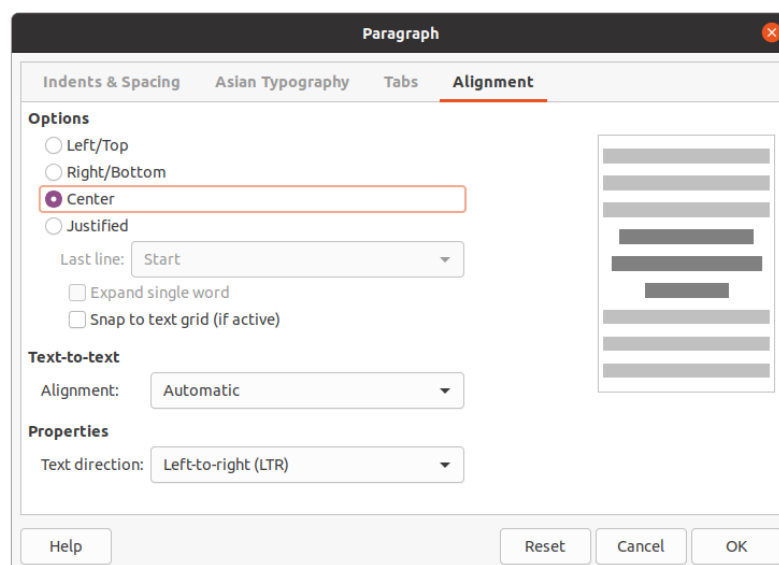 Paragraph
Indents & Spacing Asian Typography Tabs Alignment
Options
Left/Top
Right/Bottom
Center
Justified
Last line: Start
Expand single word
Snap to text grid (if active)
Text-to-text
Alignment: Automatic
Properties
Text direction: Left-to-right (LTR)
Help Reset Cancel OK